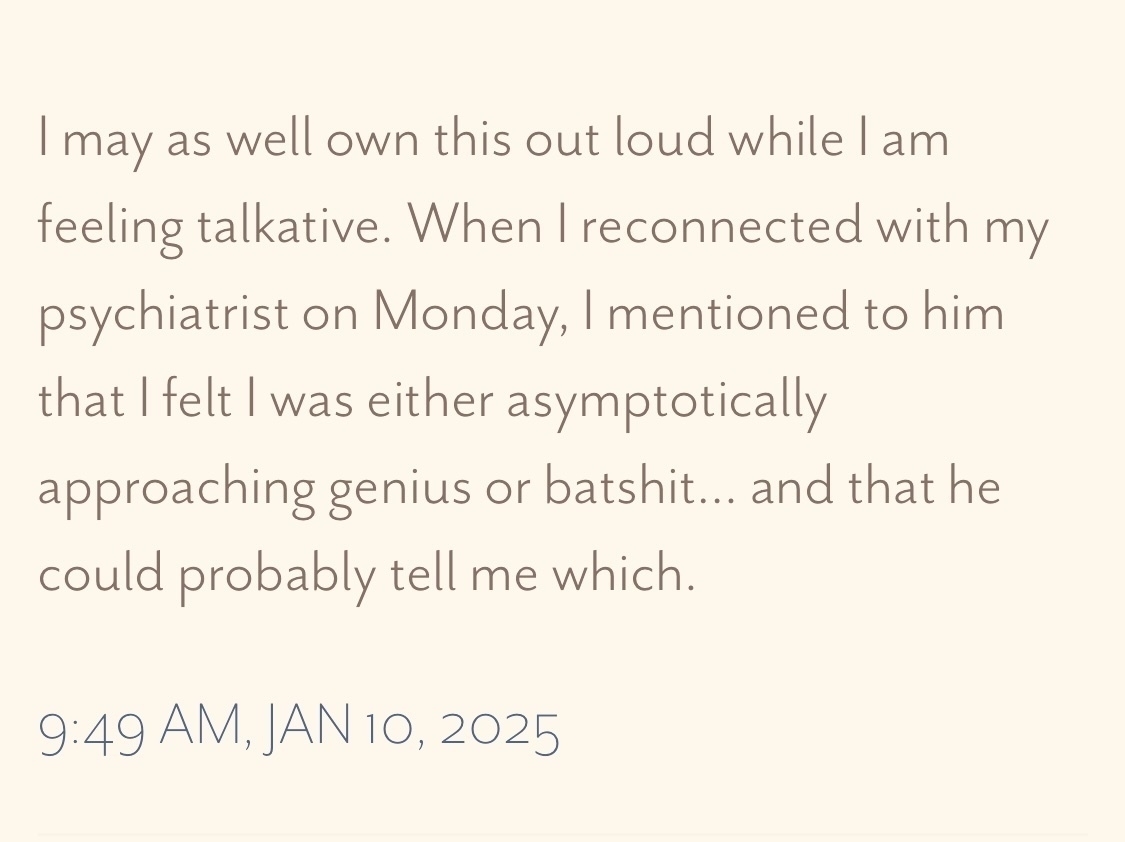 I may as well own this out loud while I am
feeling talkative. When I reconnected with my
psychiatrist on Monday, I mentioned to him
that I felt I was either asymptotically
approaching genius or batshit... and that he
could probably tell me which.
9:49 AM, JAN 10, 2025